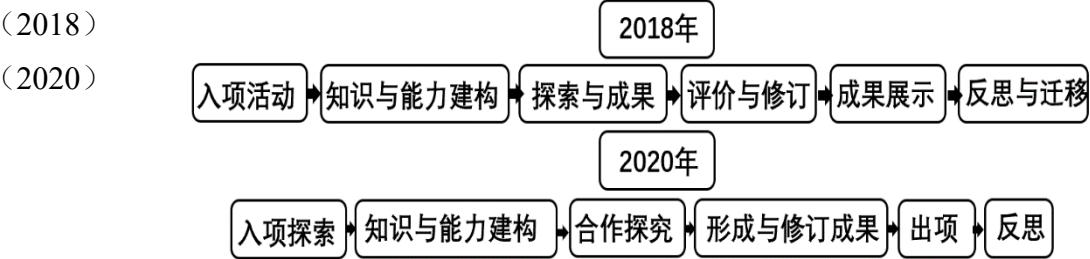 （2018）
2018年
（2020）
入项活动 知识与能力建构 探索与成果 评价与修订 成果展示 反思与迁移
2020年
入项探索 知识与能力建构 合作探究 形成与修订成果 出项 反思